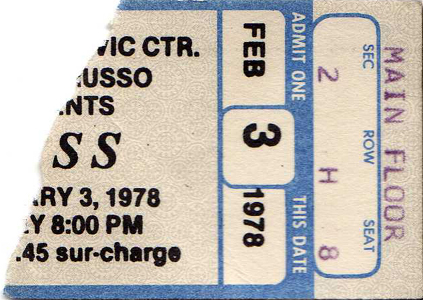 VIC CTR.
RUSSO
ENTS
SS
ARY 3, 1978
Y 8:00 PM
.45 sur-charge
FEB
3
1978
ADMIT ONE
THIS DATE
SEC ROW SEAT
2 H 8
MAIN FLOOR